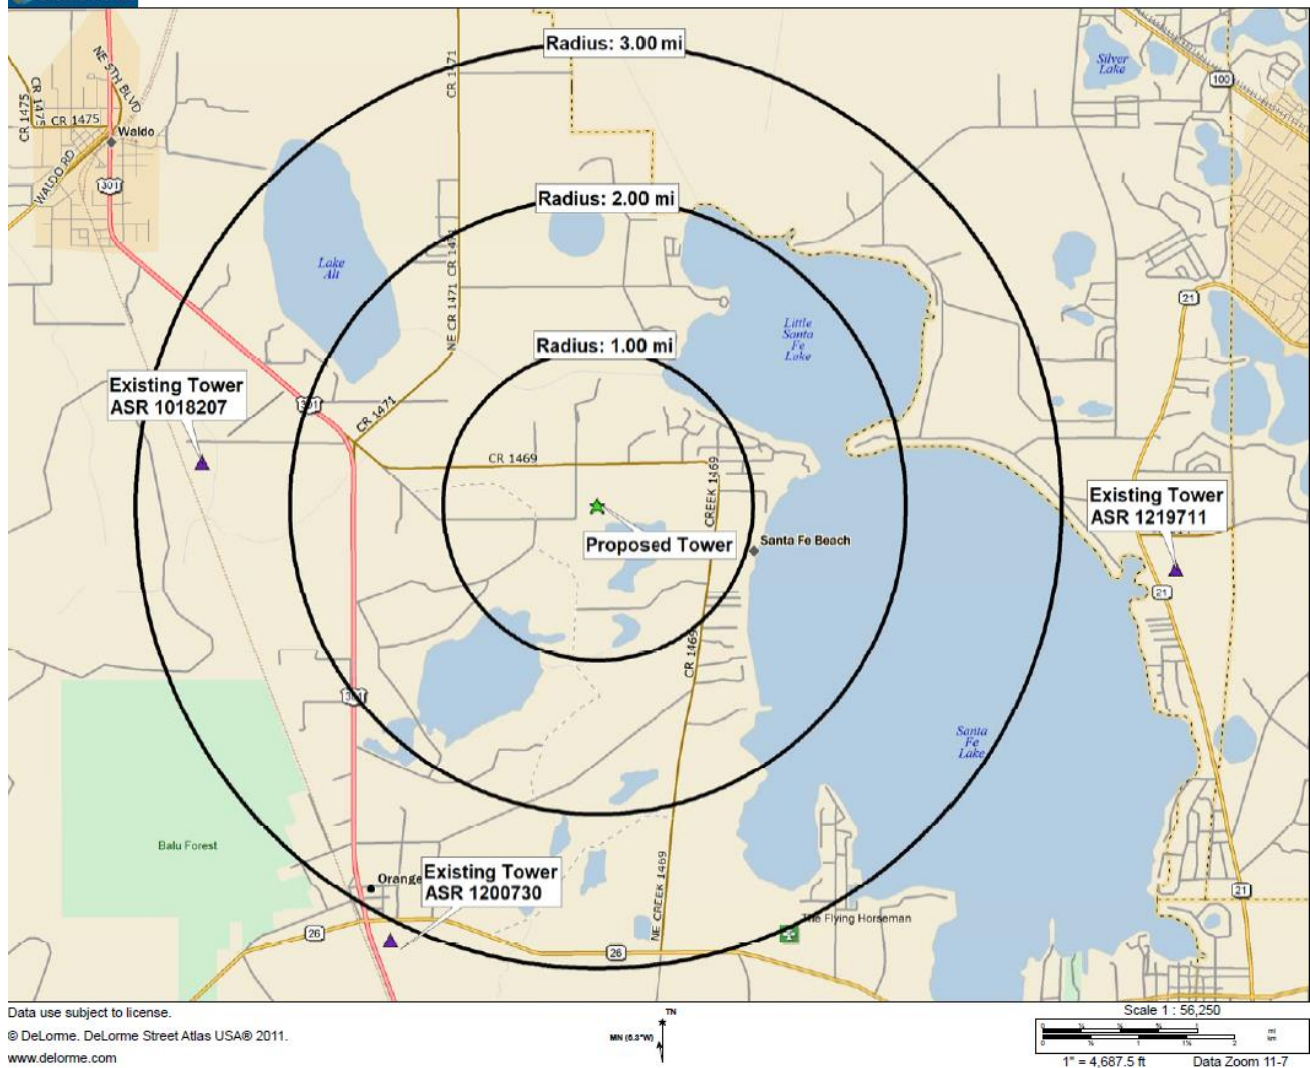 Radius: 3.00 mi
Silver
Lake
100
NE 5TH BLVD
CR 1471
CR 1475
CR 1475
CR 1475
Waldo
WALDO RD
301
Radius: 2.00 mi
Lake
Alt
CR 1471
NE CR 1471
21
Little
Santa
Fe
Lake
Radius: 1.00 mi
Existing Tower
ASR 1018207
301
CR 1471
CR 1469
CREEK 1469
Existing Tower
ASR 1219711
Proposed Tower
Santa Fe Beach
21
CR 1469
301
Santa
Fe
Lake
Balu Forest
Existing Tower
ASR 1200730
Orange
NE CREEK 1469
21
The Flying Horseman
26
26
Data use subject to license.
© DeLorme. DeLorme Street Atlas USA® 2011.
www.delorme.com
TN
Scale 1 : 56,250
mi
km
1" = 4,687.5 ft
Data Zoom 11-7